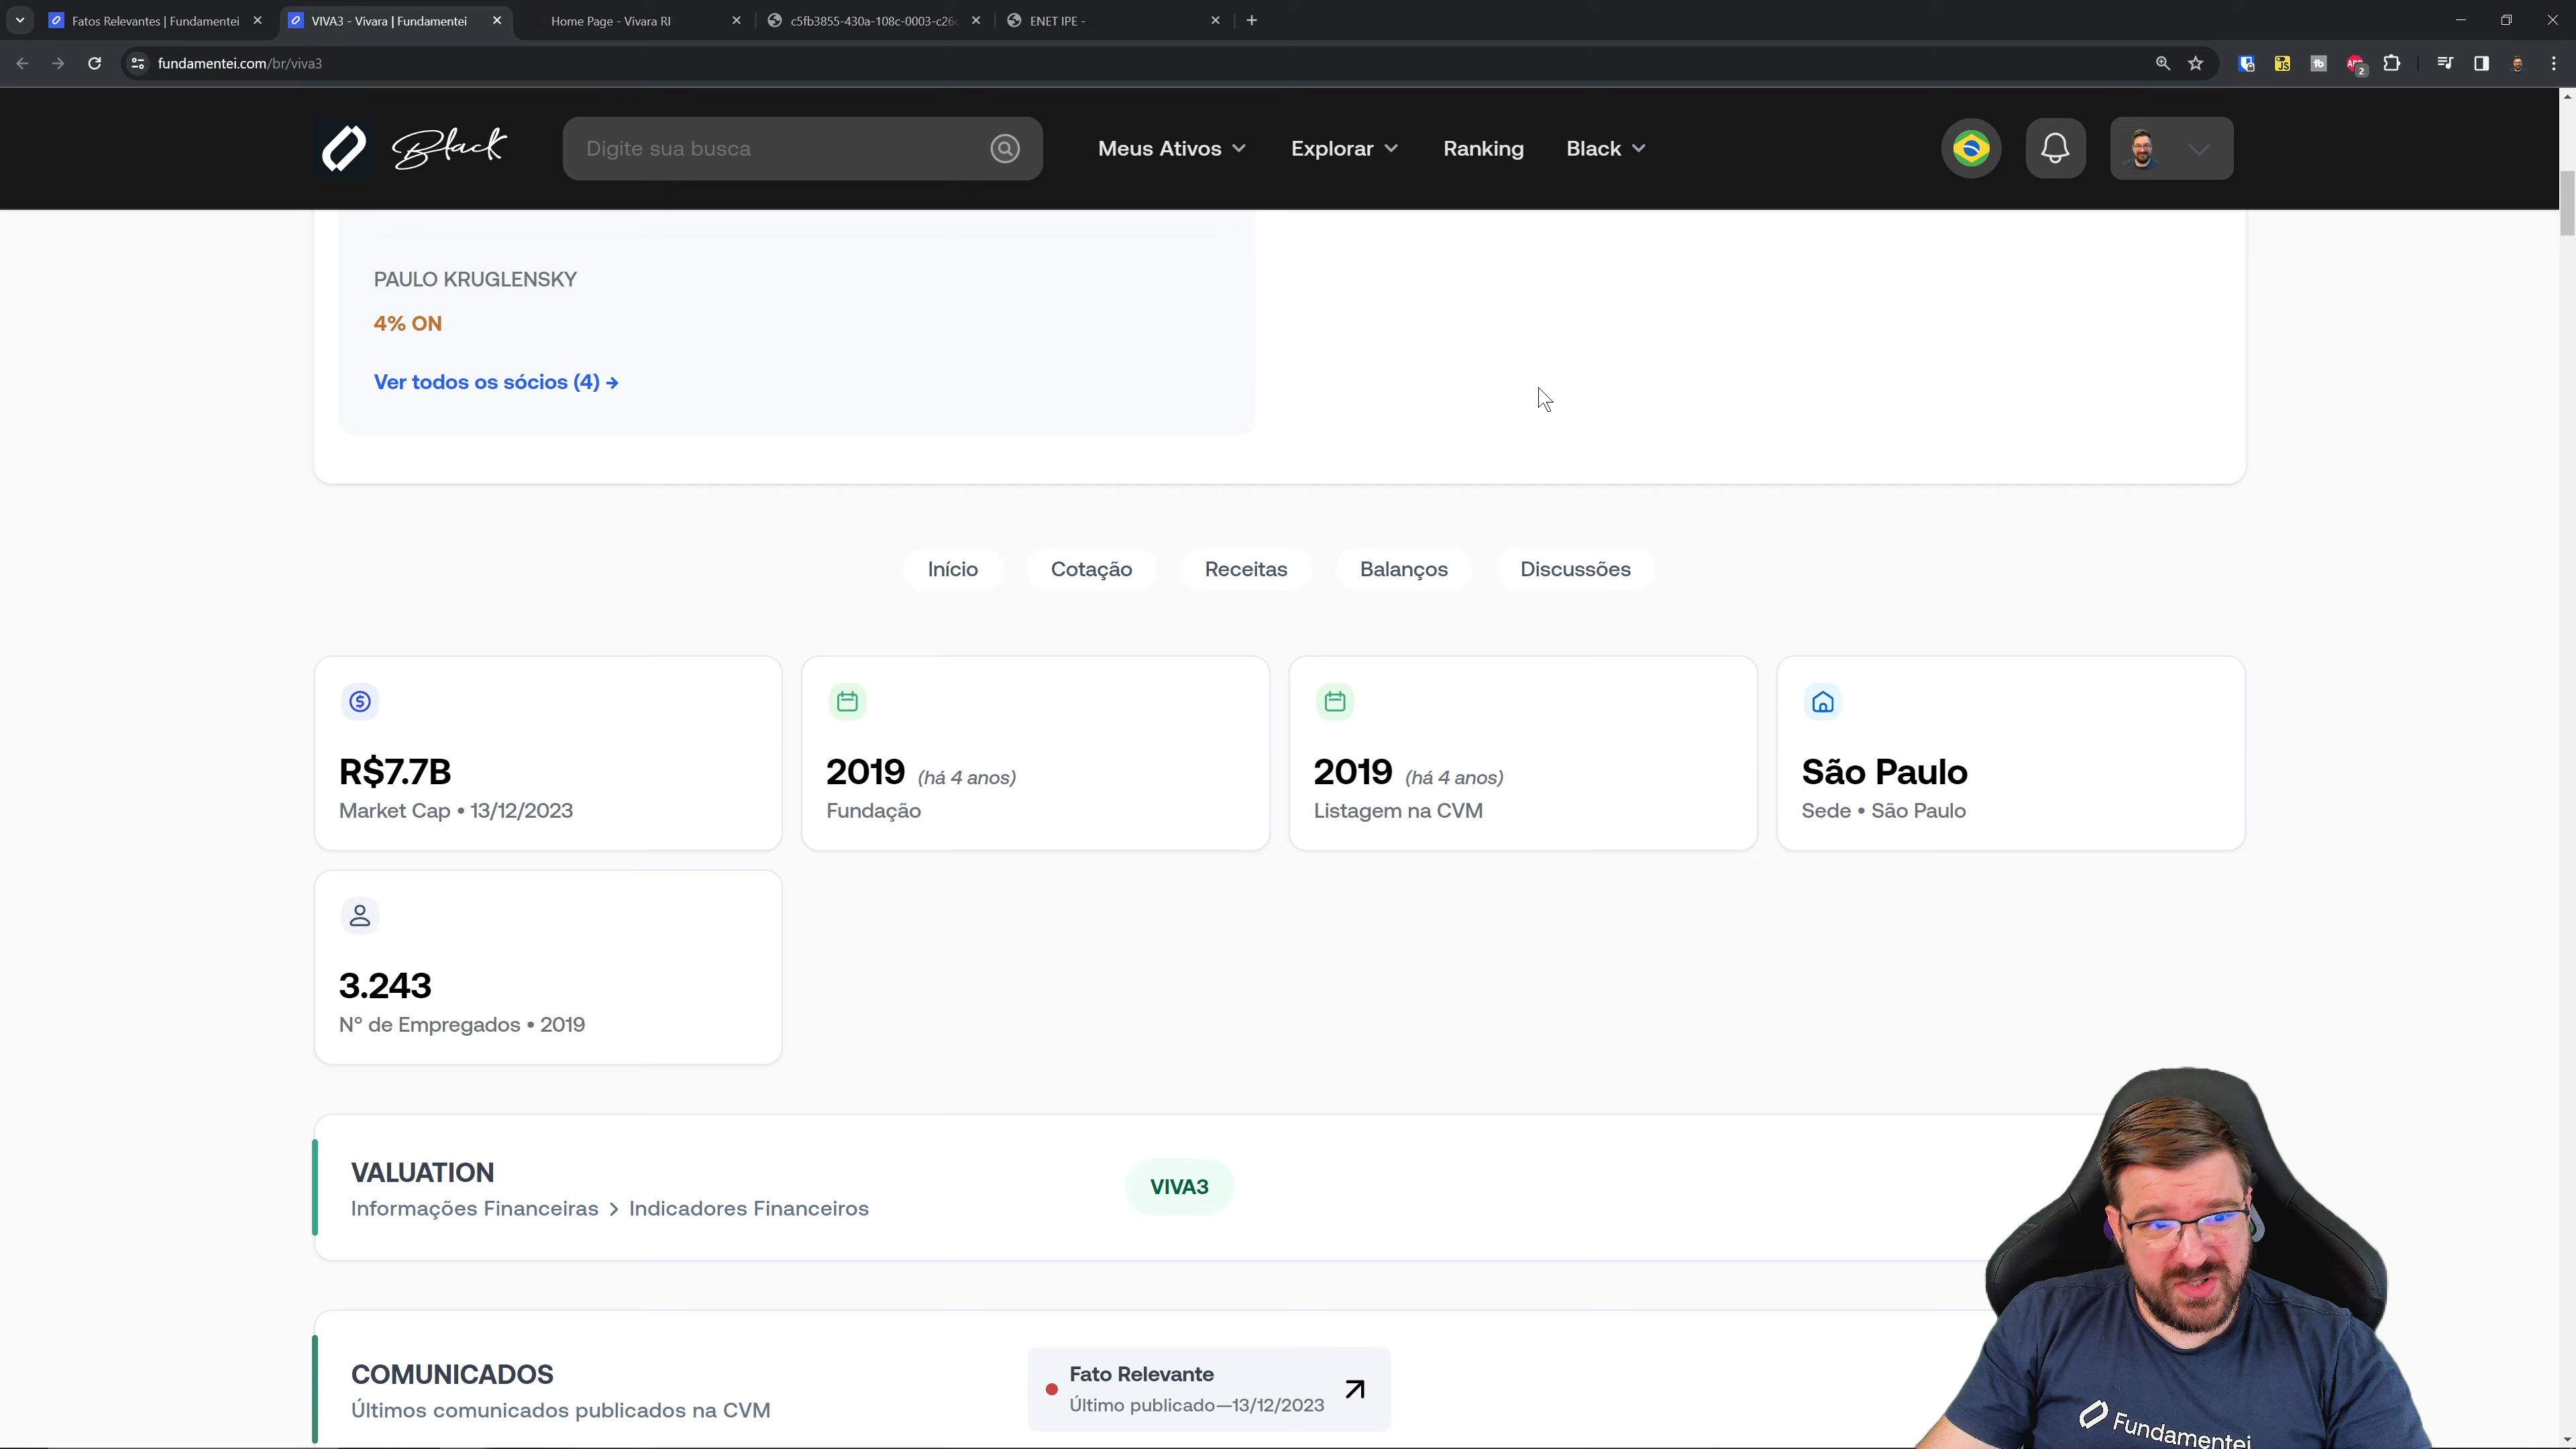 Fatos Relevantes | Fundamentei
VIVA3 - Vivara | Fundamentei
Home Page - Vivara RI
c5fb3855-430a-108c-0003-c26
ENET IPE -
fundamentei.com/br/viva3
2
Black
Digite sua busca
Meus Ativos
Explorar
Ranking
Black
PAULO KRUGLENSKY
4% ON
Ver todos os sócios (4) →
Início
Cotação
Receitas
Balanços
Discussões
R$7.7B
Market Cap • 13/12/2023
2019 (há 4 anos)
Fundação
2019 (há 4 anos)
Listagem na CVM
São Paulo
Sede • São Paulo
3.243
N° de Empregados • 2019
VALUATION
Informações Financeiras > Indicadores Financeiros
VIVA3
COMUNICADOS
Últimos comunicados publicados na CVM
Fato Relevante
Último publicado—13/12/2023
Fundamentei